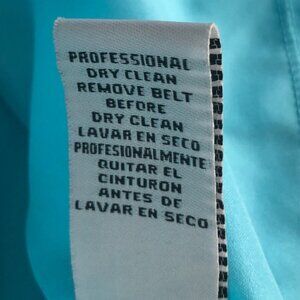 PROFESSIONAL
DRY CLEAN
REMOVE BELT
BEFORE
DRY CLEAN
LAVAR EN SECO
PROFESIONALMENTE
QUITAR EL
CINTURON
ANTES DE
LAVAR EN SECO